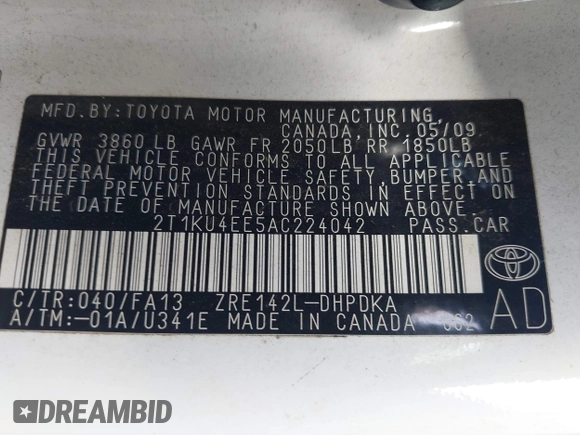 MFD. BY: TOYOTA MOTOR MANUFACTURING,
CANADA, INC. 05/09
GVWR 3860 LB GAWR FR 2050LB, RR 1850LB
THIS VEHICLE CONFORMS TO ALL APPLICABLE
FEDERAL MOTOR VEHICLE SAFETY, BUMPER AND
THEFT PREVENTION STANDARDS IN EFFECT ON
THE DATE OF MANUFACTURE SHOWN ABOVE.
2T1KU4EE5AC224042 PASS.CAR
C/TR:040/FA13 ZRE142L-DHPDKA
A/TM:-01A/U341E MADE IN CANADA 302
AD
DREAMBID